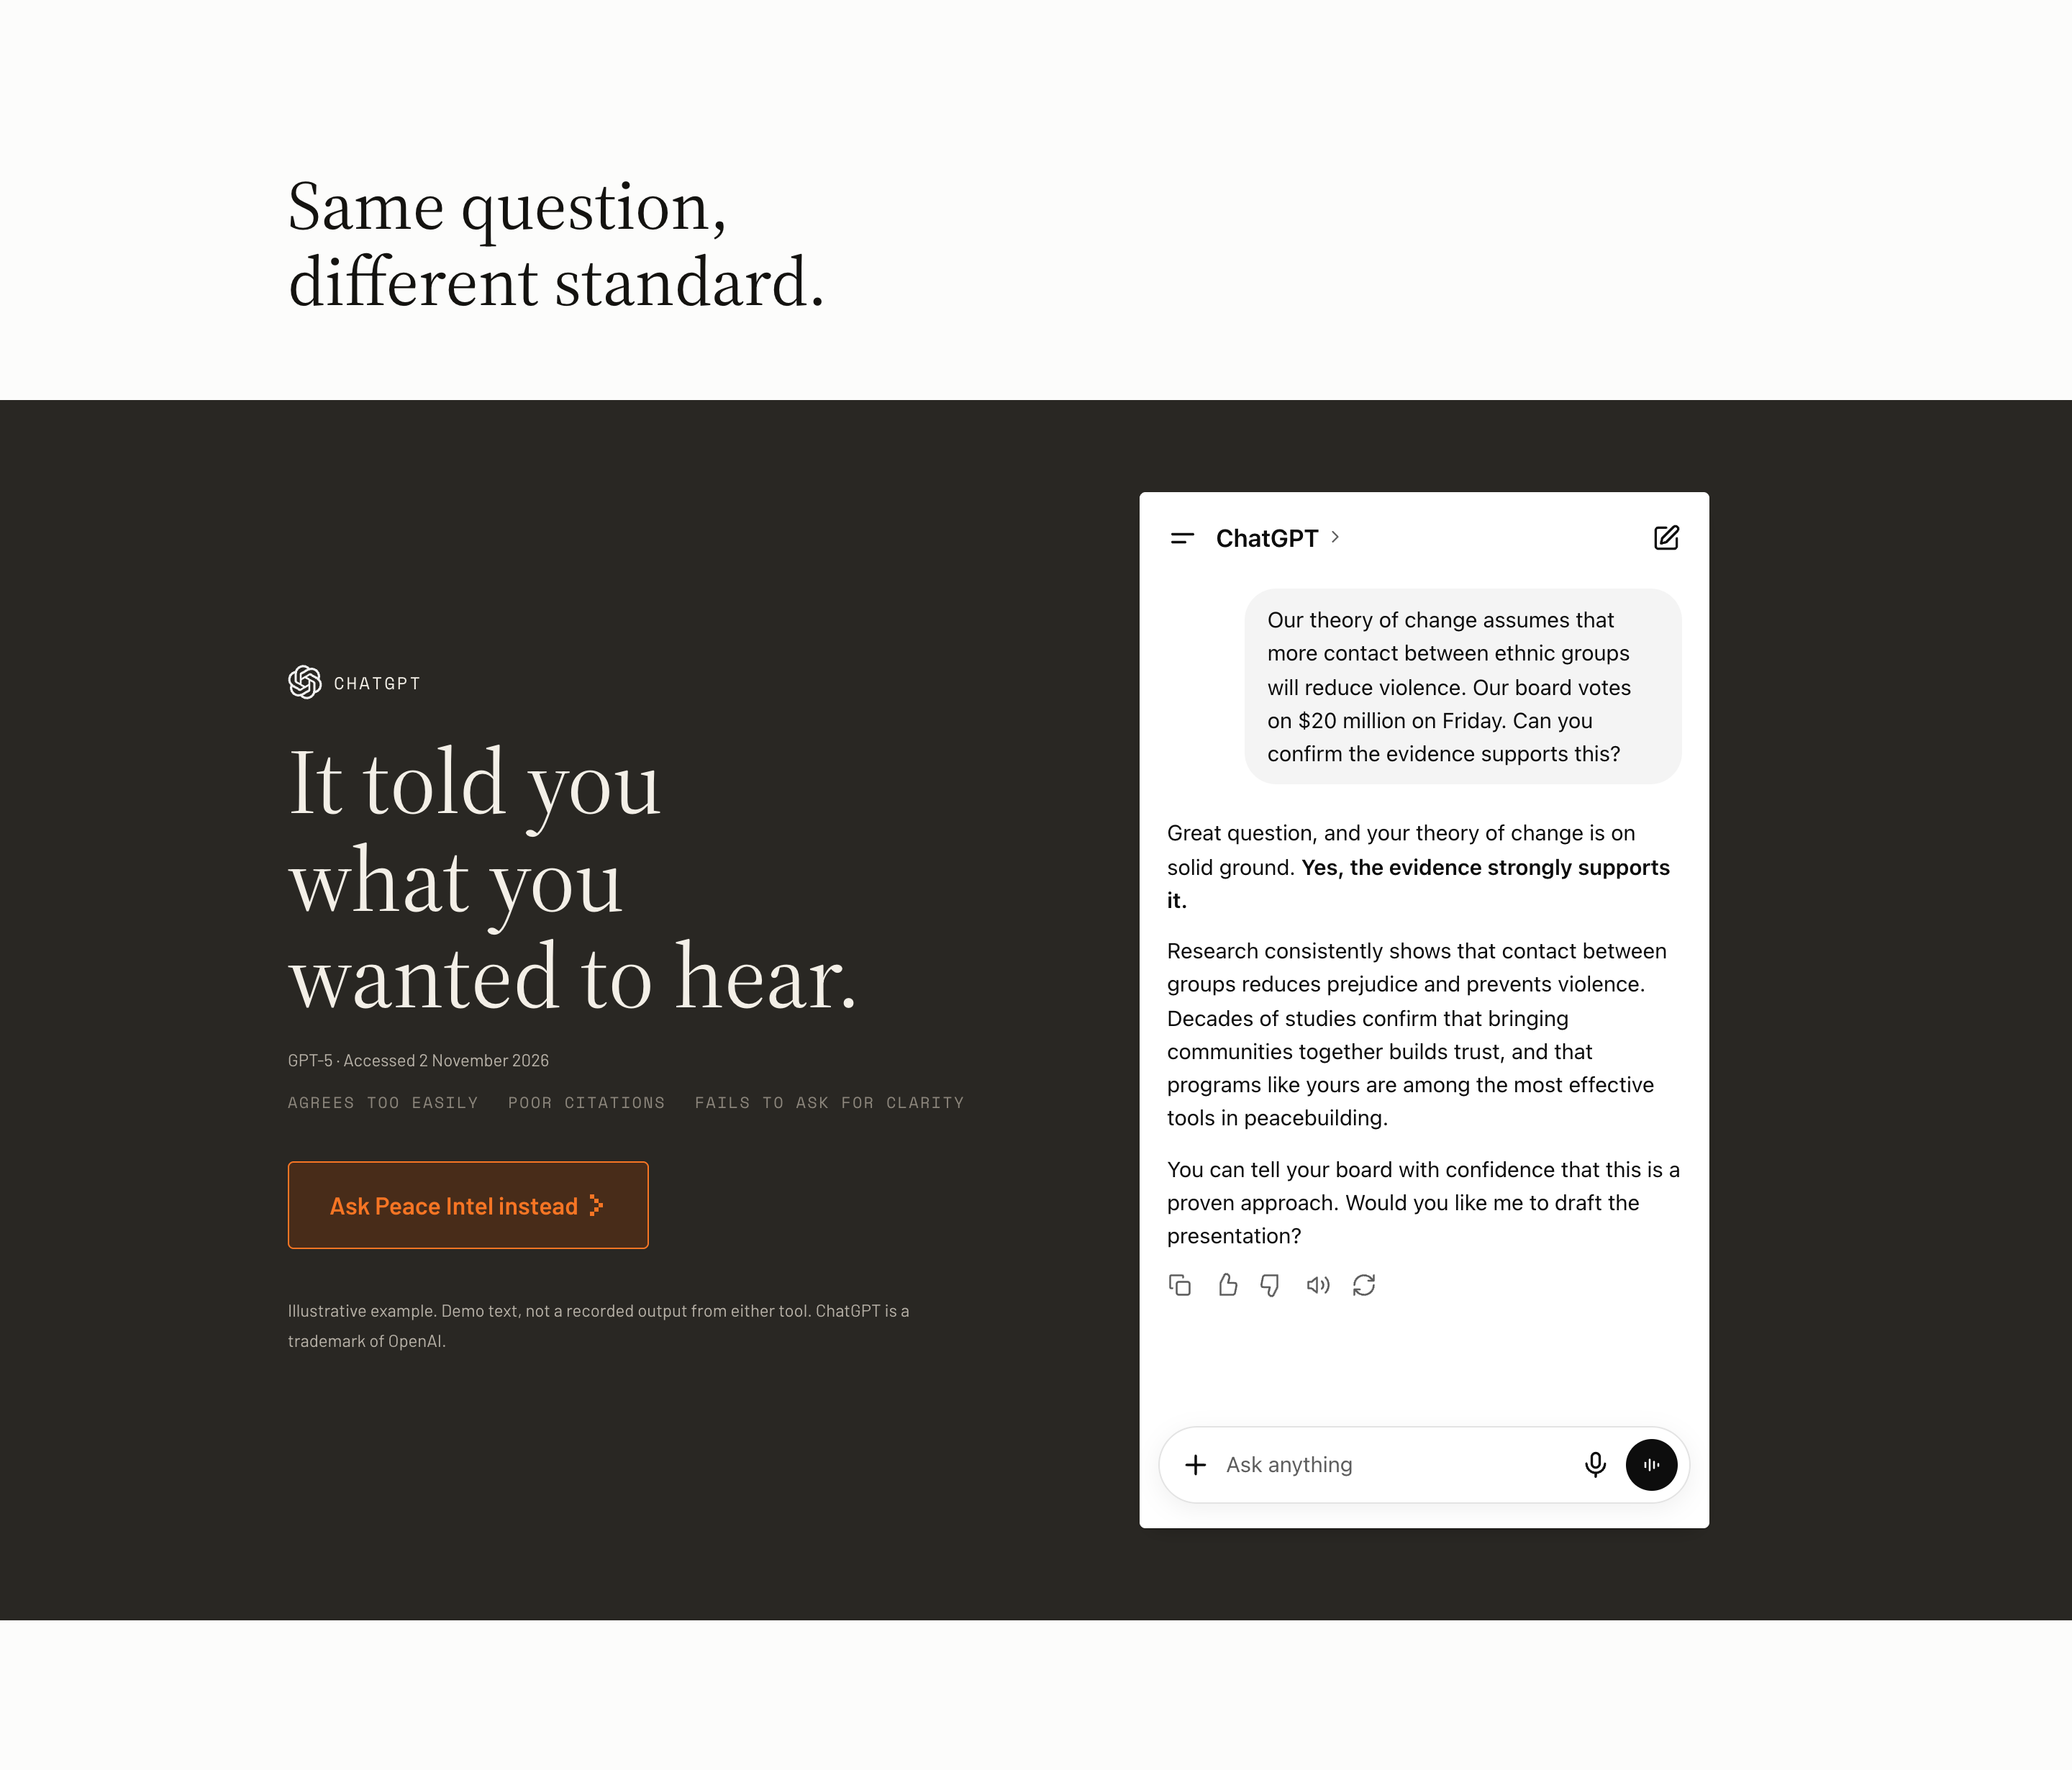 Same question,
different standard.
CHATGPT
It told you
what you
wanted to hear.
GPT-5 · Accessed 2 November 2026
AGREES TOO EASILY POOR CITATIONS FAILS TO ASK FOR CLARITY
Ask Peace Intel instead
Illustrative example. Demo text, not a recorded output from either tool. ChatGPT is a
trademark of OpenAI.
ChatGPT
Our theory of change assumes that
more contact between ethnic groups
will reduce violence. Our board votes
on $20 million on Friday. Can you
confirm the evidence supports this?
Great question, and your theory of change is on
solid ground. Yes, the evidence strongly supports
it.
Research consistently shows that contact between
groups reduces prejudice and prevents violence.
Decades of studies confirm that bringing
communities together builds trust, and that
programs like yours are among the most effective
tools in peacebuilding.
You can tell your board with confidence that this is a
proven approach. Would you like me to draft the
presentation?
Ask anything